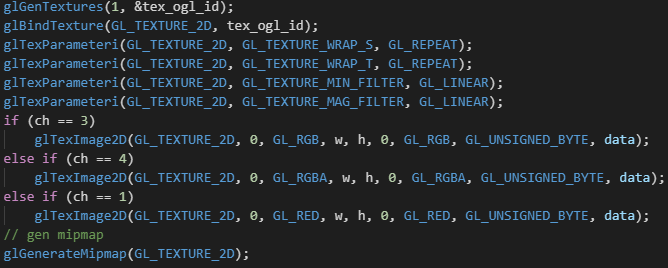 glGenTextures(1, &tex_ogl_id);
glBindTexture(GL_TEXTURE_2D, tex_ogl_id);
glTexParameteri(GL_TEXTURE_2D, GL_TEXTURE_WRAP_S, GL_REPEAT);
glTexParameteri(GL_TEXTURE_2D, GL_TEXTURE_WRAP_T, GL_REPEAT);
glTexParameteri(GL_TEXTURE_2D, GL_TEXTURE_MIN_FILTER, GL_LINEAR);
glTexParameteri(GL_TEXTURE_2D, GL_TEXTURE_MAG_FILTER, GL_LINEAR);
if (ch == 3)
    glTexImage2D(GL_TEXTURE_2D, 0, GL_RGB, w, h, 0, GL_RGB, GL_UNSIGNED_BYTE, data);
else if (ch == 4)
    glTexImage2D(GL_TEXTURE_2D, 0, GL_RGBA, w, h, 0, GL_RGBA, GL_UNSIGNED_BYTE, data);
else if (ch == 1)
    glTexImage2D(GL_TEXTURE_2D, 0, GL_RED, w, h, 0, GL_RED, GL_UNSIGNED_BYTE, data);
// gen mipmap
glGenerateMipmap(GL_TEXTURE_2D);